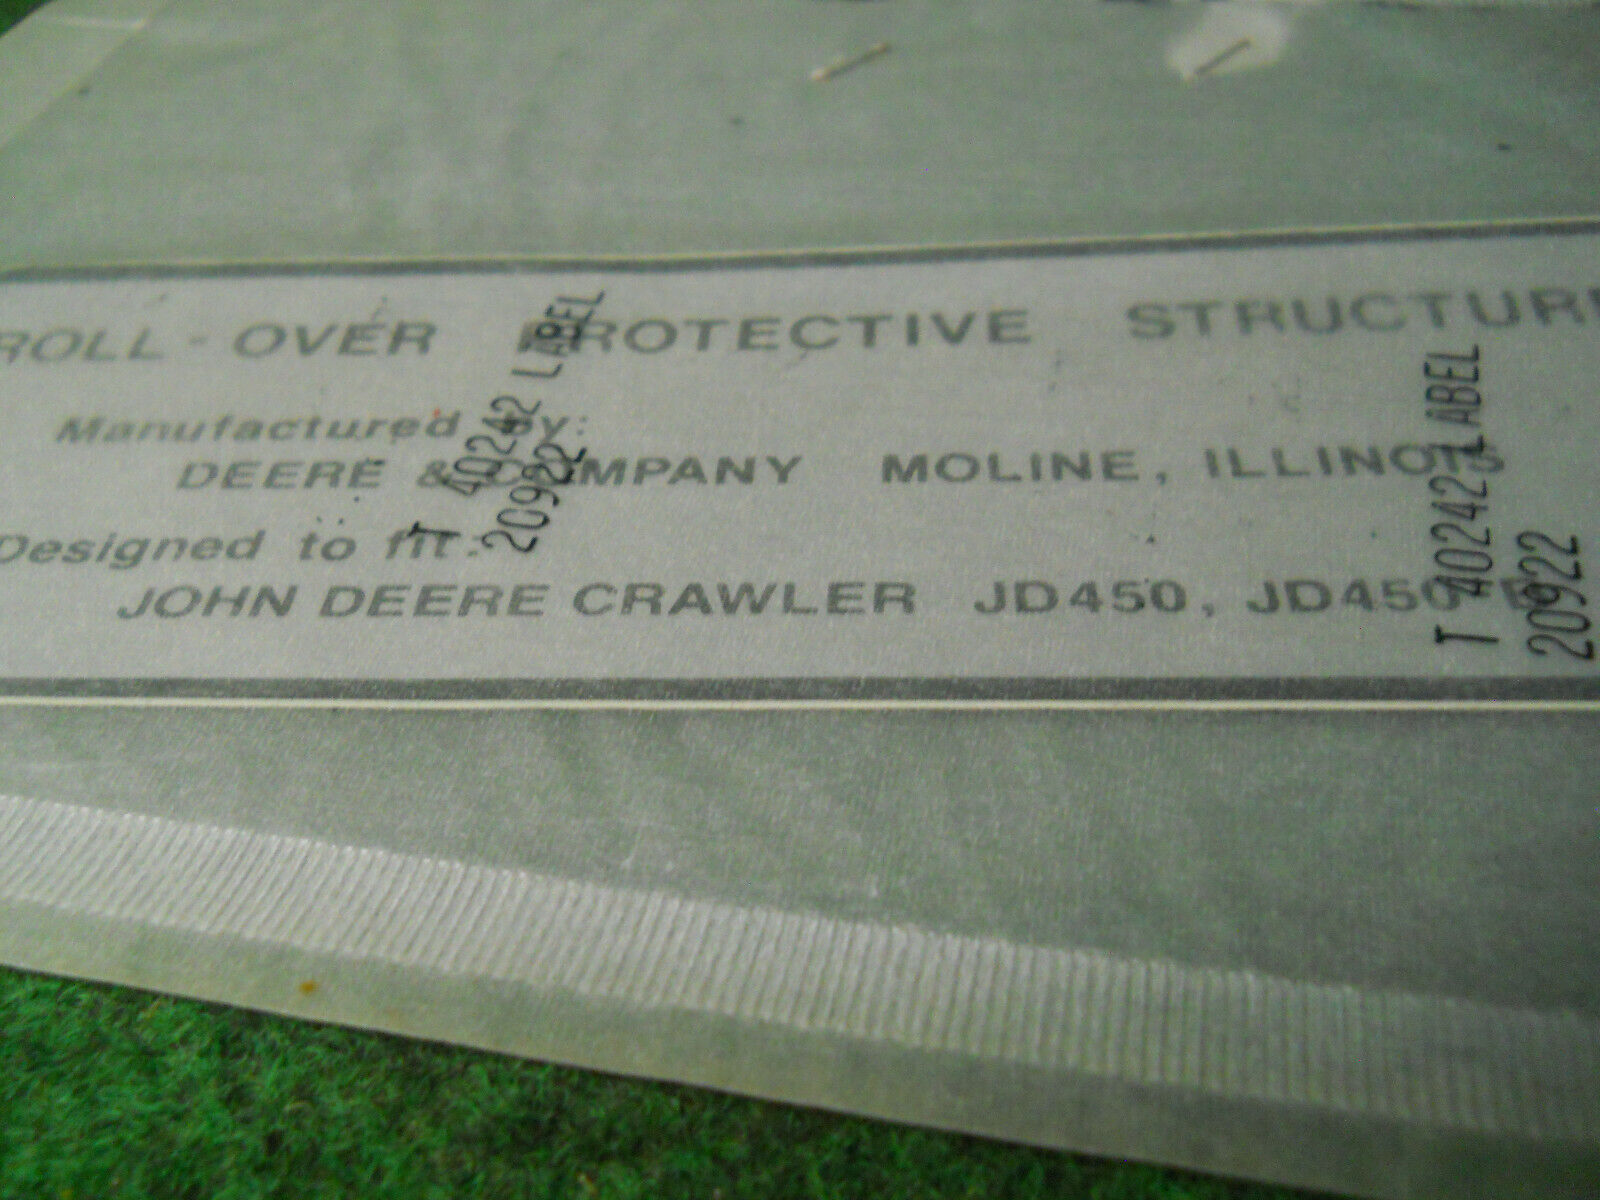 ROLL-OVER PROTECTIVE STRUCTURE
Manufactured by:
DEERE & COMPANY MOLINE, ILLINOIS
Designed to fit:
JOHN DEERE CRAWLER JD450, JD450-B
T 40242 LABEL
20922
T 40242 LABEL
20922